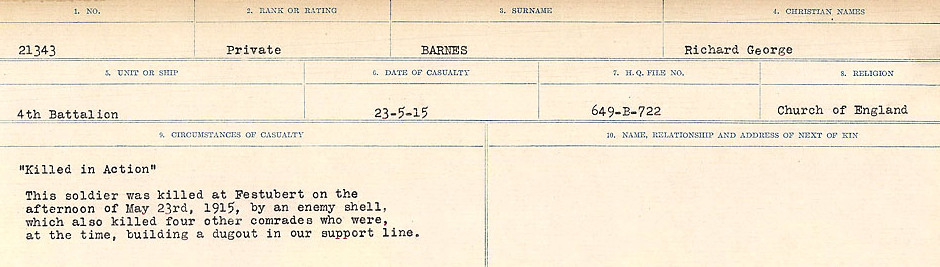 1. NO. 2. RANK OR RATING 3. SURNAME 4. CHRISTIAN NAMES
21343 Private BARNES Richard George
5. UNIT OR SHIP 6. DATE OF CASUALTY 7. H.Q. FILE NO. 8. RELIGION
4th Battalion 23-5-15 649-B-722 Church of England
9. CIRCUMSTANCES OF CASUALTY 10. NAME, RELATIONSHIP AND ADDRESS OF NEXT OF KIN
"Killed in Action"
This soldier was killed at Festubert on the
afternoon of May 23rd, 1915, by an enemy shell,
which also killed four other comrades who were,
at the time, building a dugout in our support line.